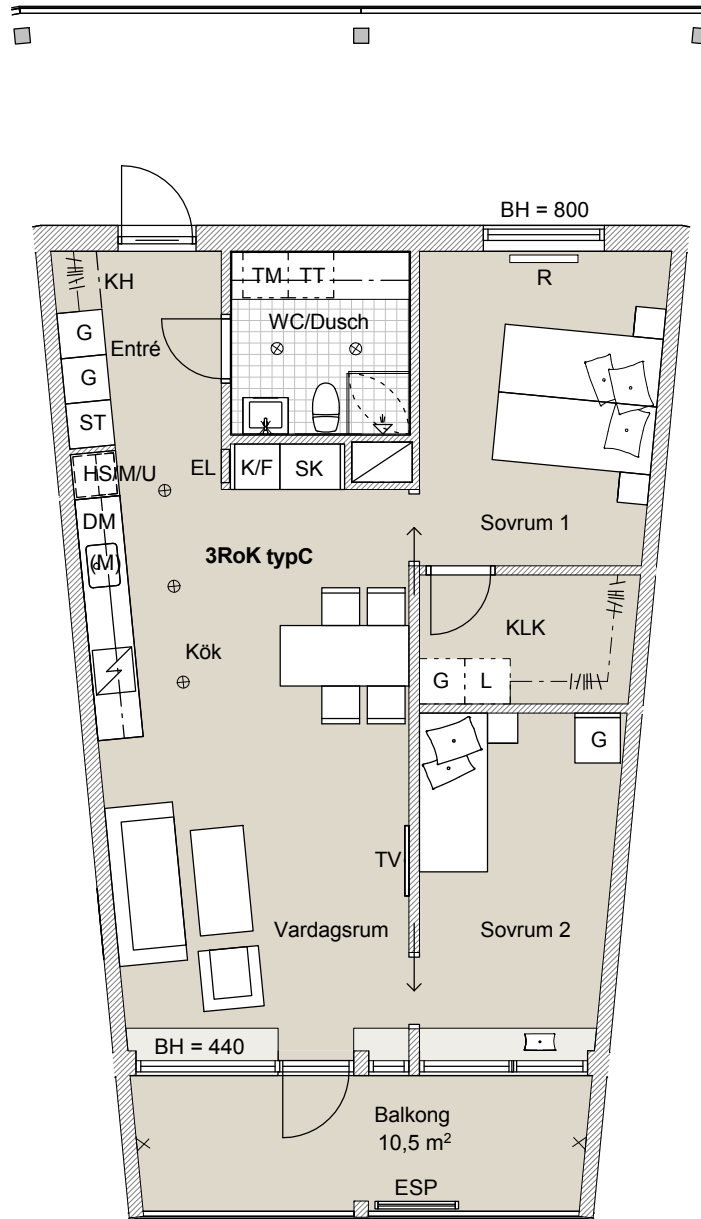 BH = 800
KH
TM TT
R
WC/Dusch
G
Entré
G
ST
HS/M/U
EL
K/F
SK
DM
Sovrum 1
(M)
3RoK typC
KLK
Kök
G
L
G
TV
Vardagsrum
Sovrum 2
BH = 440
Balkong
10,5 m²
ESP